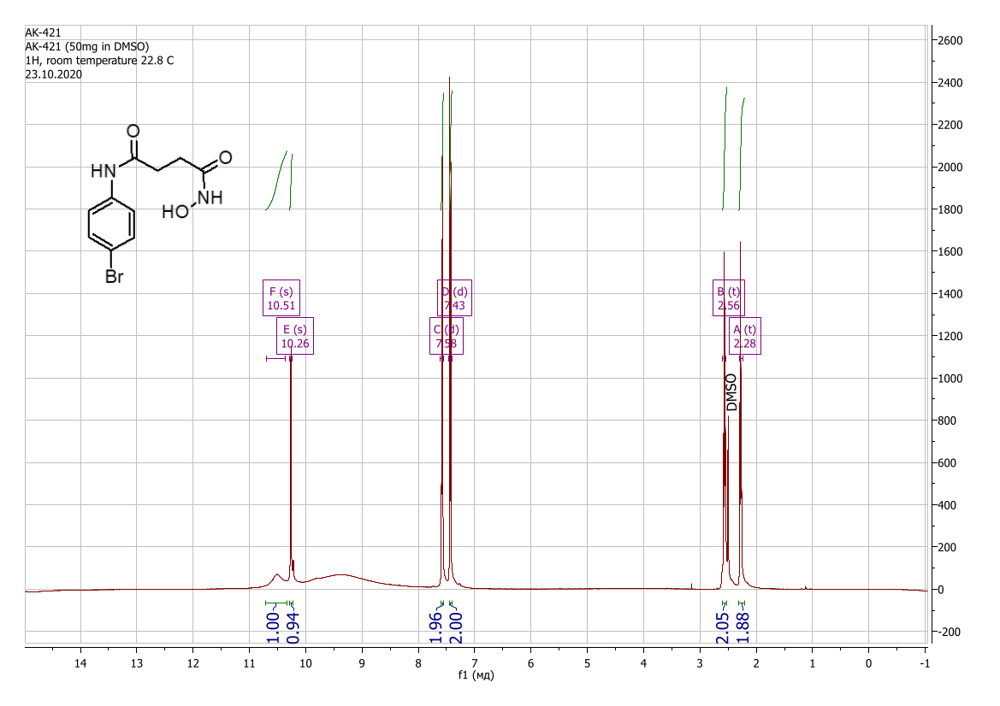 AK-421
AK-421 (50mg in DMSO)
1H, room temperature 22.8 C
23.10.2020
O
HN
O
NH
HO
Br
F (s)
10.51
E (s)
10.26
D (d)
7.43
C (d)
7.58
B (t)
2.56
A (t)
2.28
DMSO
1.00
0.94
1.96
2.00
2.05
1.88
14 13 12 11 10 9 8 7 6 5 4 3 2 1 0 -1
f1 (мд)
2600
2400
2200
2000
1800
1600
1400
1200
1000
800
600
400
200
0
-200